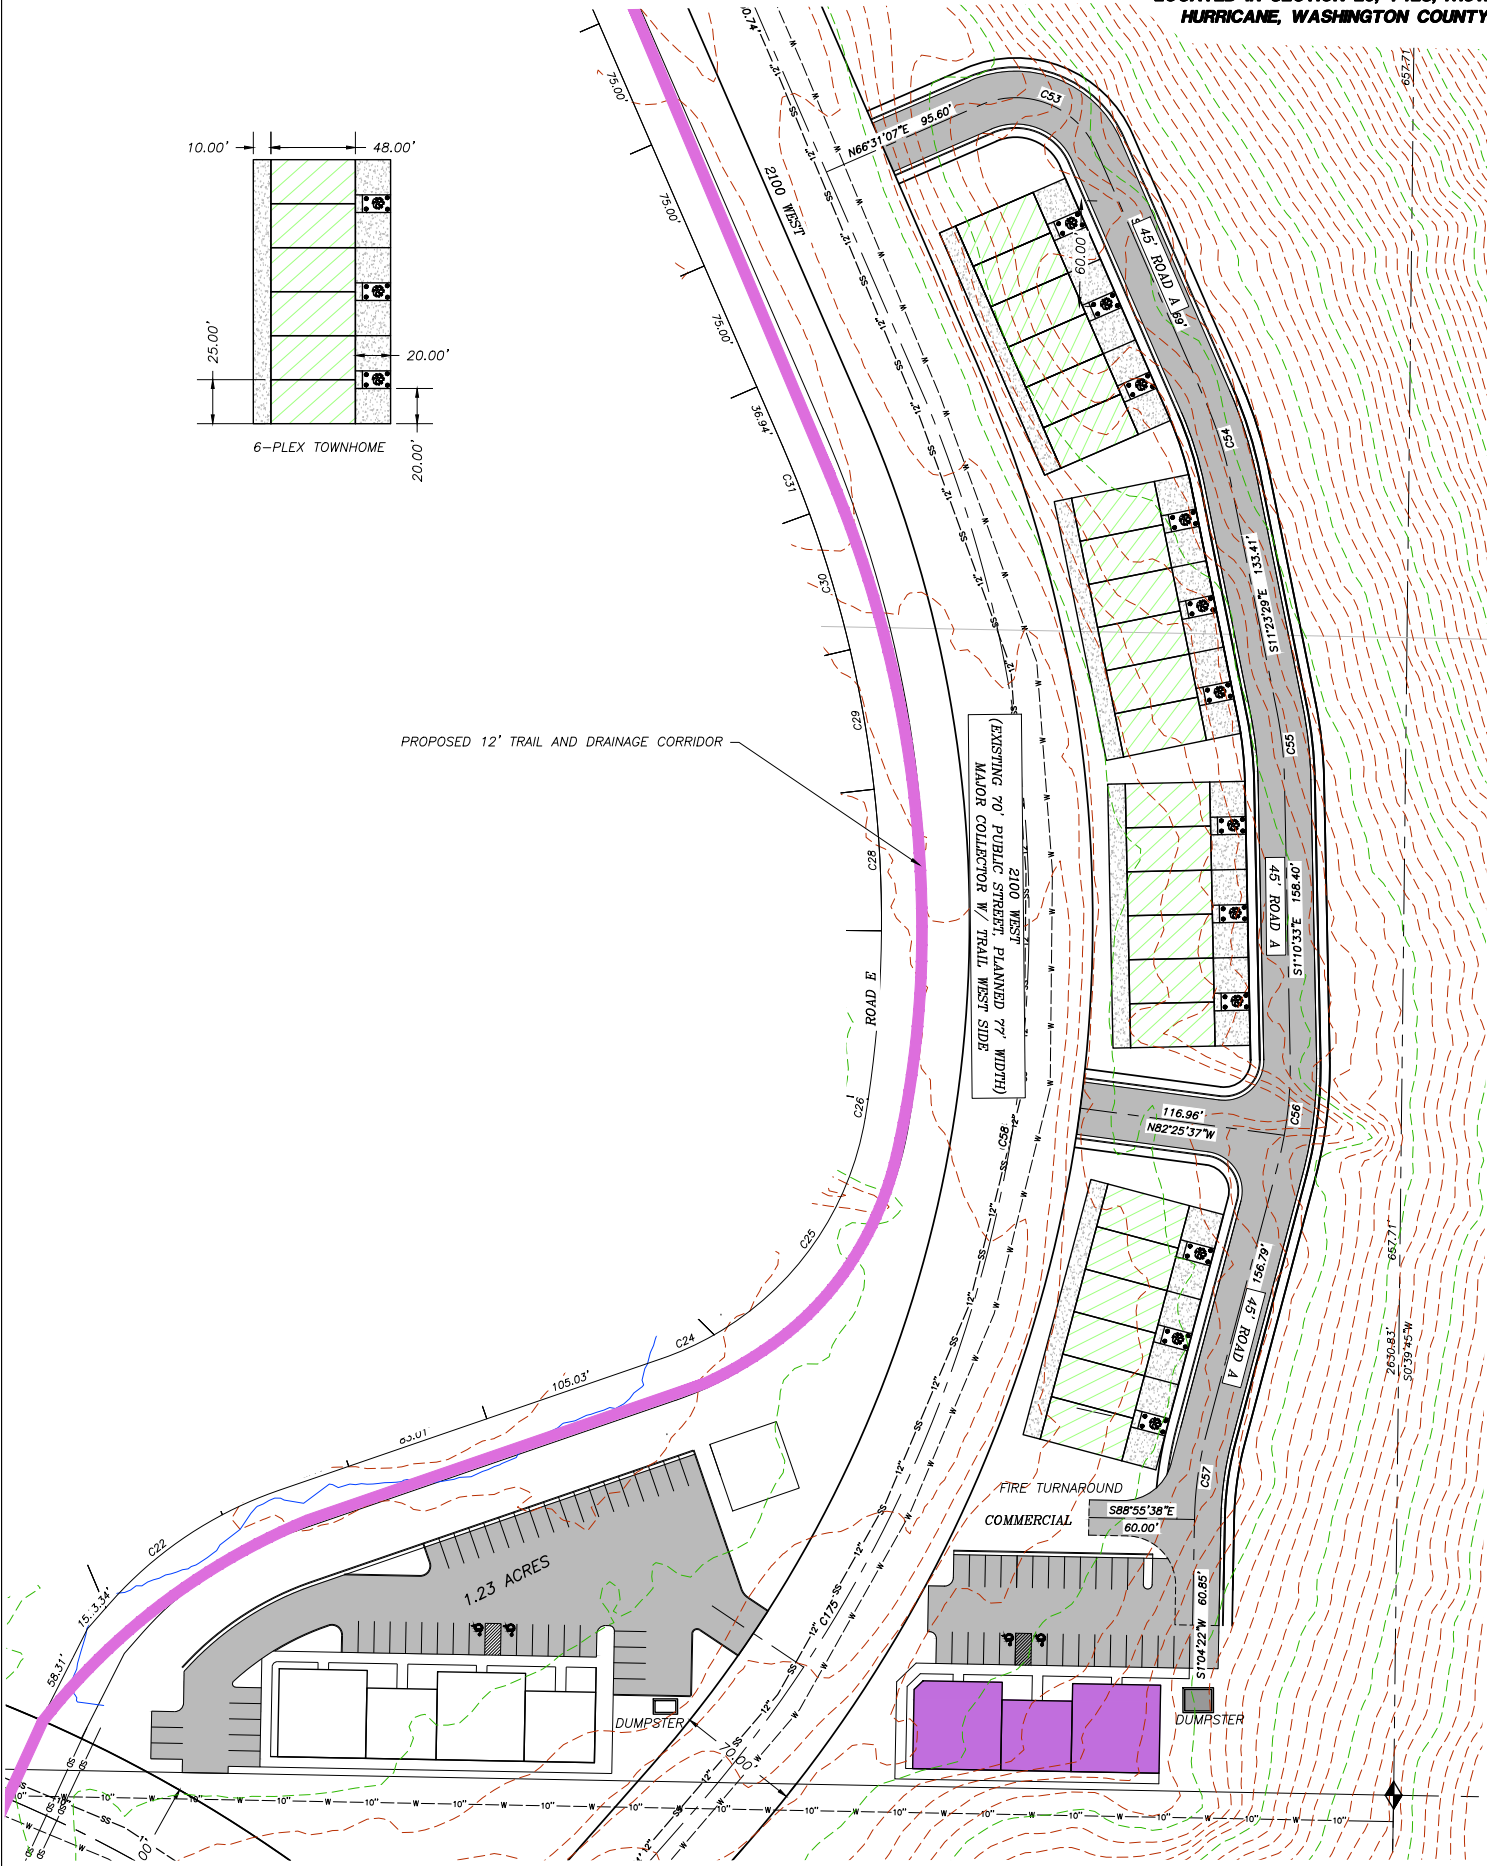 HURRICANE, WASHINGTON COUNTY
10.00'
48.00'
25.00'
20.00'
20.00'
6-PLEX TOWNHOME
75.00'
75.00'
75.00'
36.94'
C31
C30
C29
C28
ROAD E
C26
C25
C24
105.03'
C22
58.31'
2100 WEST
PROPOSED 12' TRAIL AND DRAINAGE CORRIDOR
2100 WEST
(EXISTING 70' PUBLIC STREET, PLANNED 77' WIDTH)
MAJOR COLLECTOR W/ TRAIL WEST SIDE
N66°31'07"E 95.60'
C53
60.00'
45' ROAD A
69'
C54
S11°23'29"E 133.41'
C55
45' ROAD A
S1°10'33"E 158.40'
C56
116.96'
N82°25'37"W
C58
156.79'
45' ROAD A
C57
657.71'
657.71'
2630.83'
S0°39'45"W
FIRE TURNAROUND
COMMERCIAL
S88°55'38"E
60.00'
S1°04'22"W 60.85'
1.23 ACRES
C175
DUMPSTER
DUMPSTER
70.00'